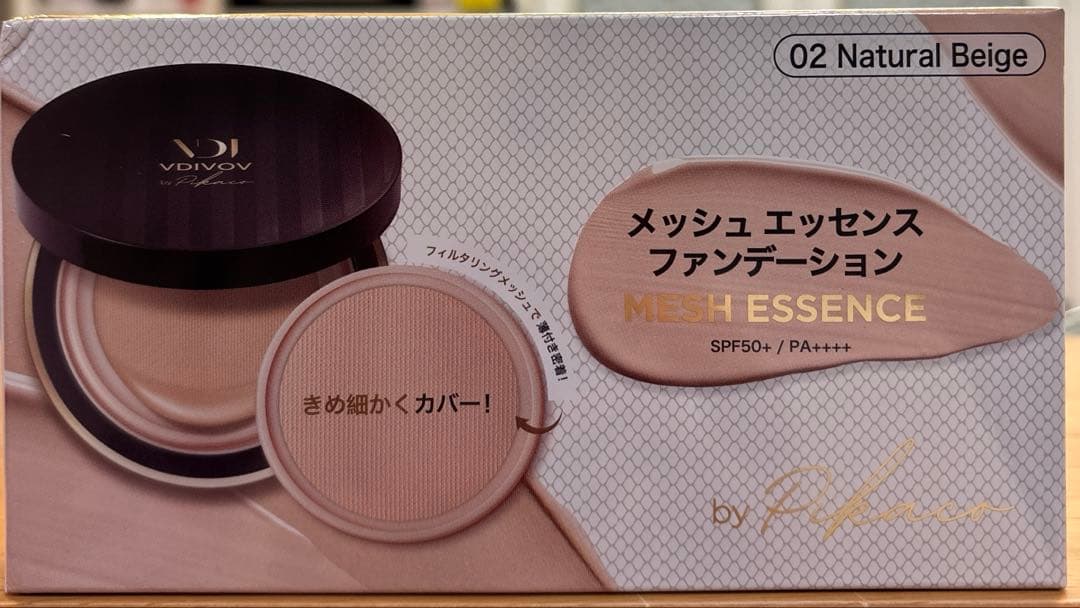 02 Natural Beige
VDI
VDIVOV
by Pikaco
フィルタリングメッシュで 薄付き密着!
きめ細かくカバー!
メッシュ エッセンス
ファンデーション
MESH ESSENCE
SPF50+ / PA++++
by Pikaco